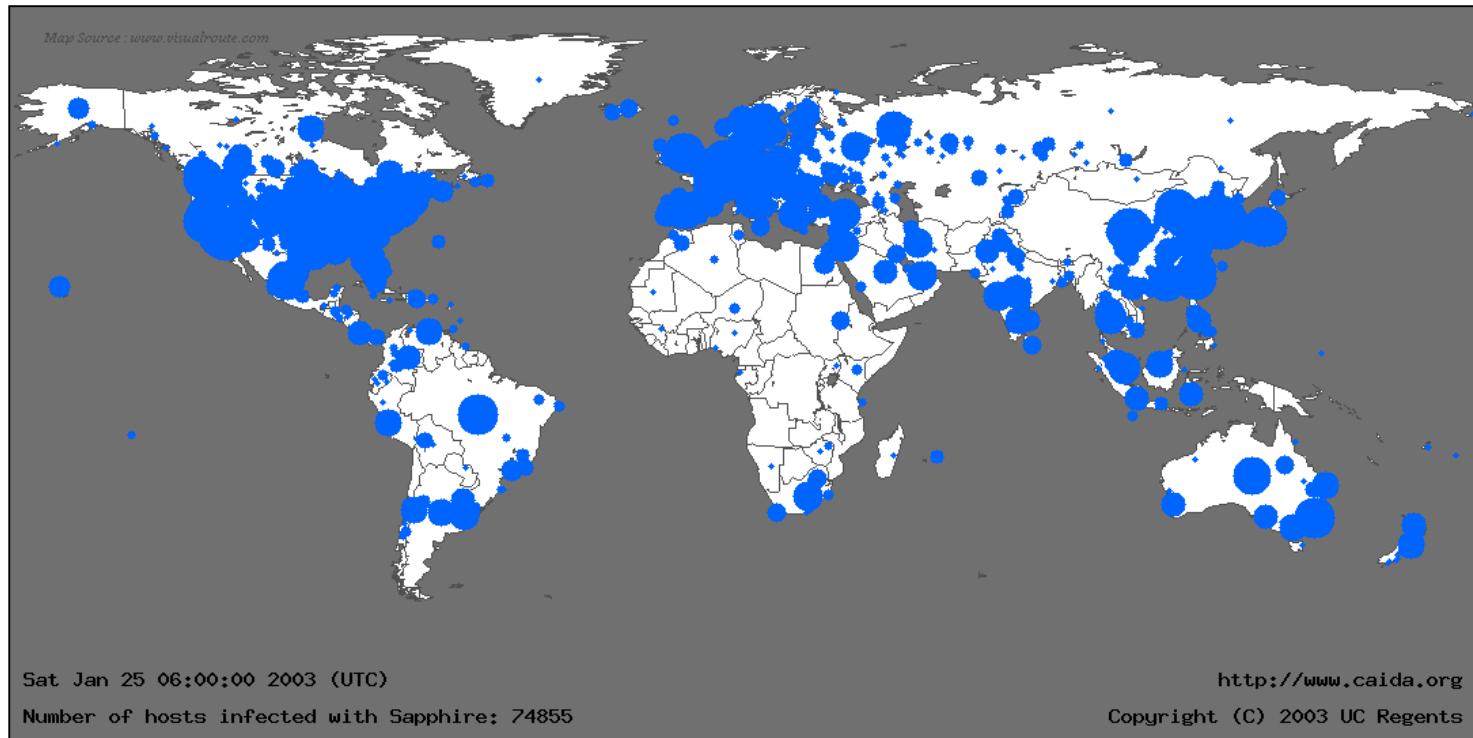 Map Source : www.visualroute.com
Sat Jan 25 06:00:00 2003 (UTC)
http://www.caida.org
Number of hosts infected with Sapphire: 74855
Copyright (C) 2003 UC Regents